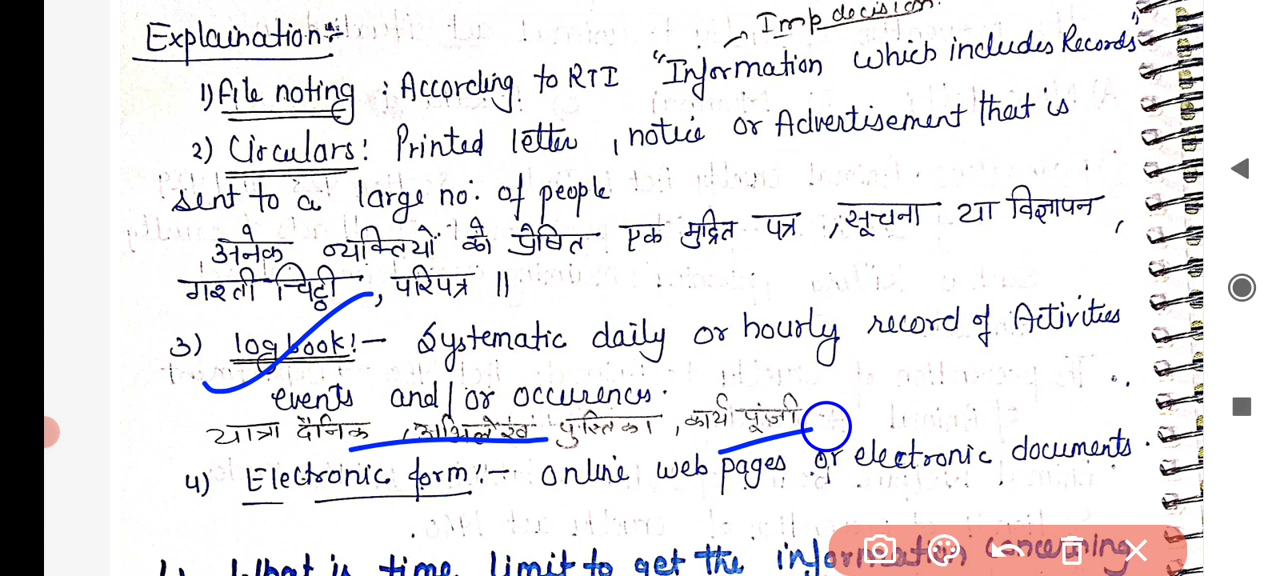 Imp decision.
Explaination:-
1) File noting : According to RTI "Information which includes Records"
2) Circulars: Printed letter, notice or Advertisement that is
sent to a large no. of people
अनेक व्यक्तियों को प्रेषित एक मुद्रित पत्र, सूचना या विज्ञापन,
गश्ती चिट्ठी, परिपत्र ॥
3) log book:- Systematic daily or hourly record of Activities
events and/or occurences.
यात्रा दैनिक, अभिलेख पुस्तिका, कार्य पूंजी
4) Electronic form:- online web pages or electronic documents.
What is time limit to get the information concerning